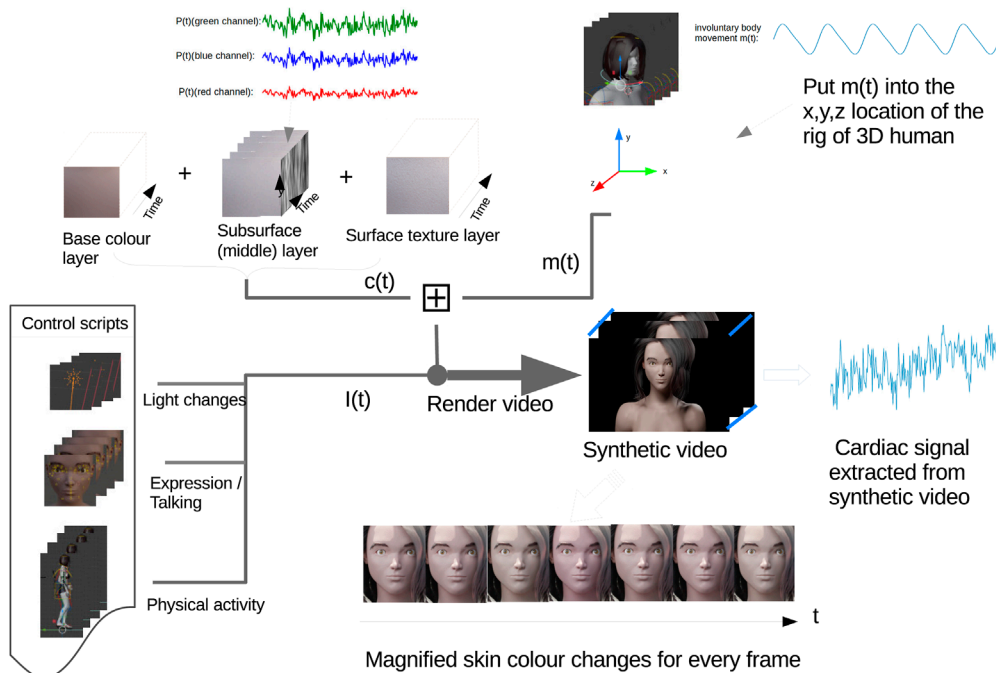 P(t)(green channel):
P(t)(blue channel):
P(t)(red channel):
involuntary body
movement m(t):
Put m(t) into the
x,y,z location of the
rig of 3D human
y
x
z
+
+
y
Time
Time
Time
Base colour
layer
Subsurface
(middle) layer
Surface texture layer
c(t)
m(t)
Control scripts
Light changes
I(t)
Render video
Expression /
Talking
Physical activity
Synthetic video
Cardiac signal
extracted from
synthetic video
t
Magnified skin colour changes for every frame